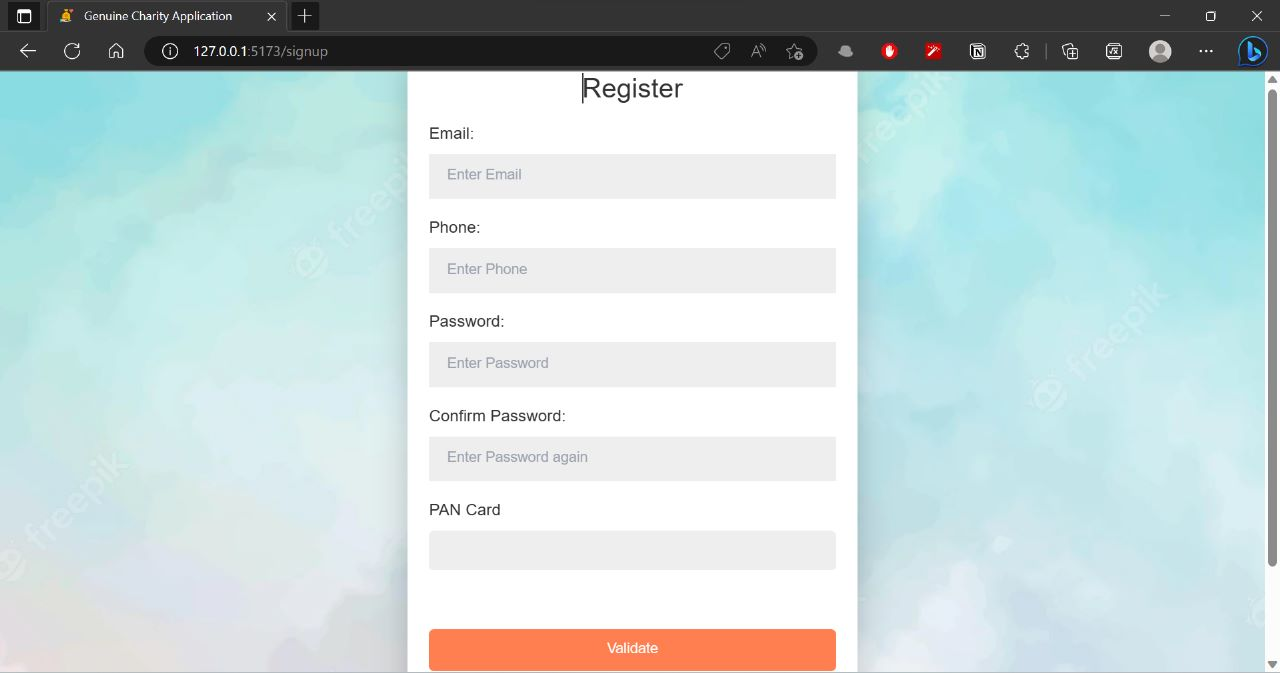 Genuine Charity Application
127.0.0.1:5173/signup
Register
Email:
Enter Email
Phone:
Enter Phone
Password:
Enter Password
Confirm Password:
Enter Password again
PAN Card
Validate
freepik
freepik
freepik
freepik